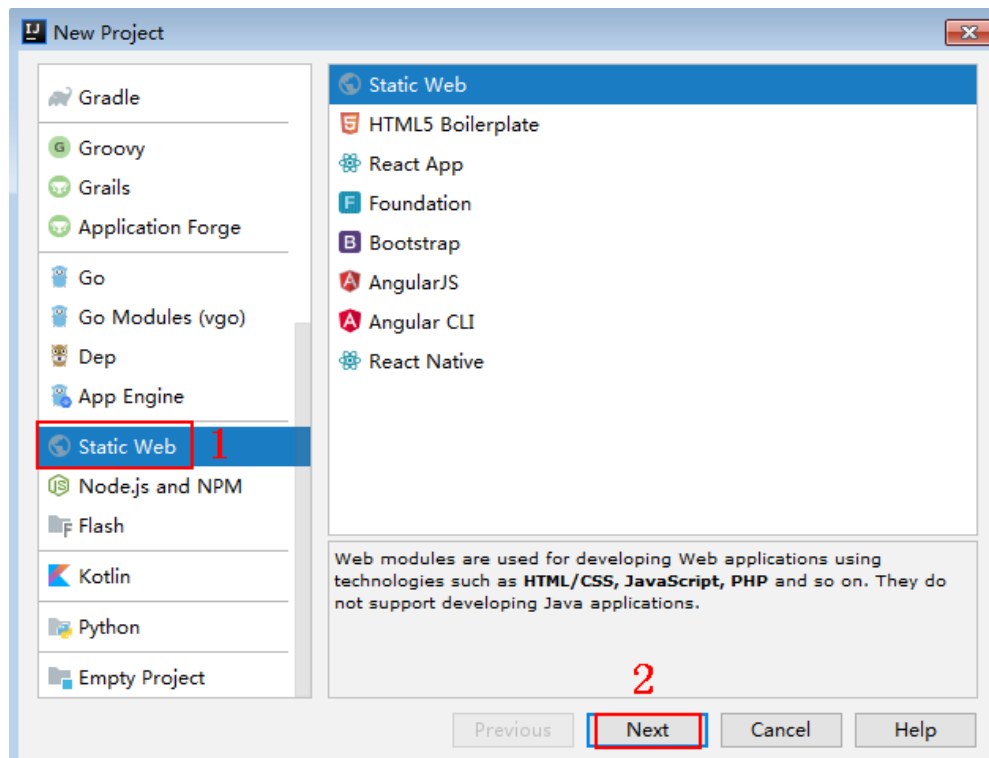 New Project
Gradle
Groovy
Grails
Application Forge
Go
Go Modules (vgo)
Dep
App Engine
Static Web 1
Node.js and NPM
Flash
Kotlin
Python
Empty Project
Static Web
HTML5 Boilerplate
React App
Foundation
Bootstrap
AngularJS
Angular CLI
React Native
Web modules are used for developing Web applications using
technologies such as HTML/CSS, JavaScript, PHP and so on. They do
not support developing Java applications.
2
Previous Next Cancel Help